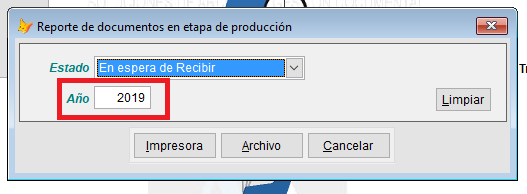 Reporte de documentos en etapa de producción
Estado En espera de Recibir
Año 2019
Limpiar
Impresora Archivo Cancelar